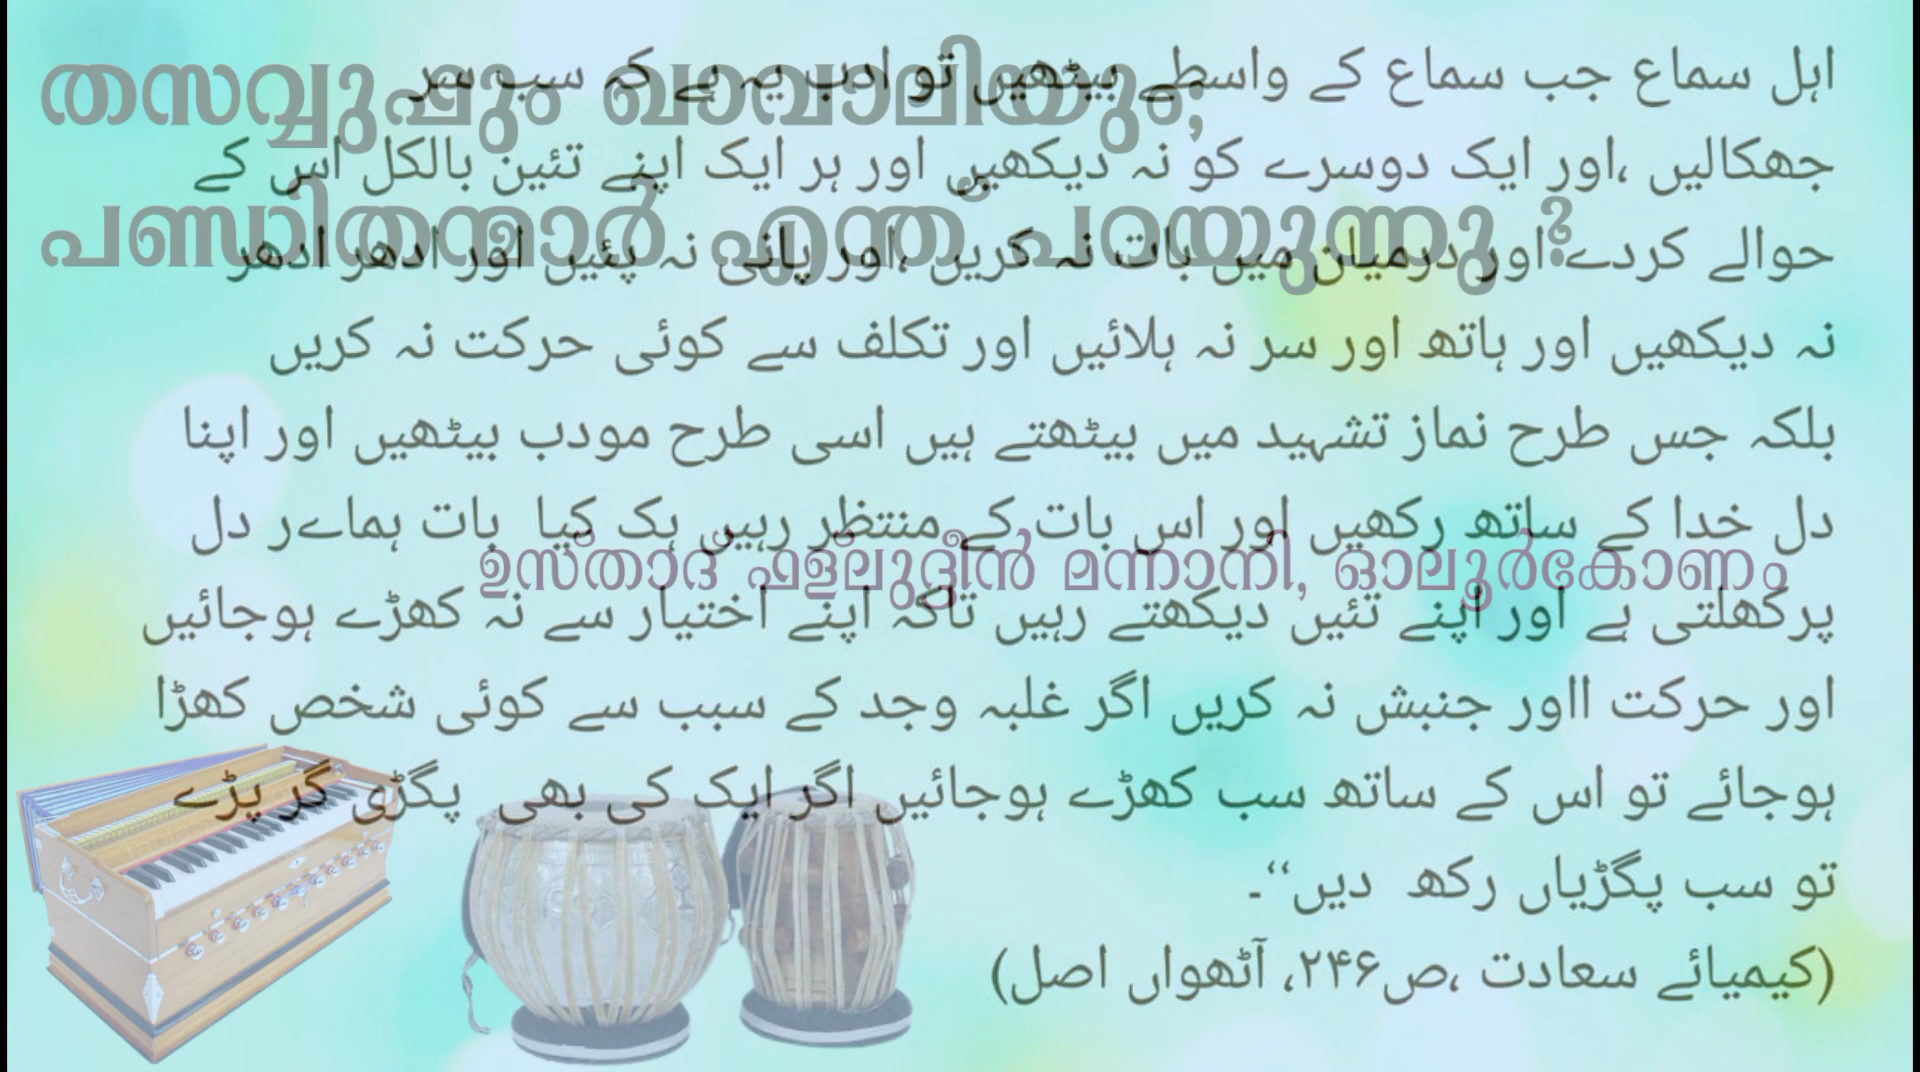 തസവ്വുഫും ഖവാലിയും;
പണ്ഡിതന്മാർ എന്ത് പറയുന്നു ?
اہل سماع جب سماع کے واسطے بیٹھیں تو ادب یہ ہے کہ سب سر
جھکالیں ،اور ایک دوسرے کو نہ دیکھیں اور ہر ایک اپنے تئین بالکل اس کے
حوالے کردے اور درمیان میں بات نہ کریں ،اور پانی نہ پئیں اور ادھر ادھر
نہ دیکھیں اور ہاتھ اور سر نہ ہلائیں اور تکلف سے کوئی حرکت نہ کریں
بلکہ جس طرح نماز تشہید میں بیٹھتے ہیں اسی طرح مودب بیٹھیں اور اپنا
دل خدا کے ساتھ رکھیں اور اس بات کے منتظر رہیں ہک کیا بات ہماےر دل
ഉസ്താദ് ഫള്ലുദ്ദീൻ മന്നാനി, ഓലൂർകോണം
پرکھلتی ہے اور اپنے تئیں دیکھتے رہیں تاکہ اپنے اختیار سے نہ کھڑے ہوجائیں
اور حرکت ااور جنبش نہ کریں اگر غلبہ وجد کے سبب سے کوئی شخص کھڑا
ہوجائے تو اس کے ساتھ سب کھڑے ہوجائیں اگر ایک کی بھی پگڑی گر پڑے
تو سب پگڑیاں رکھ دیں‘‘۔
(کیمیائے سعادت ،ص۲۴۶، آٹھواں اصل)